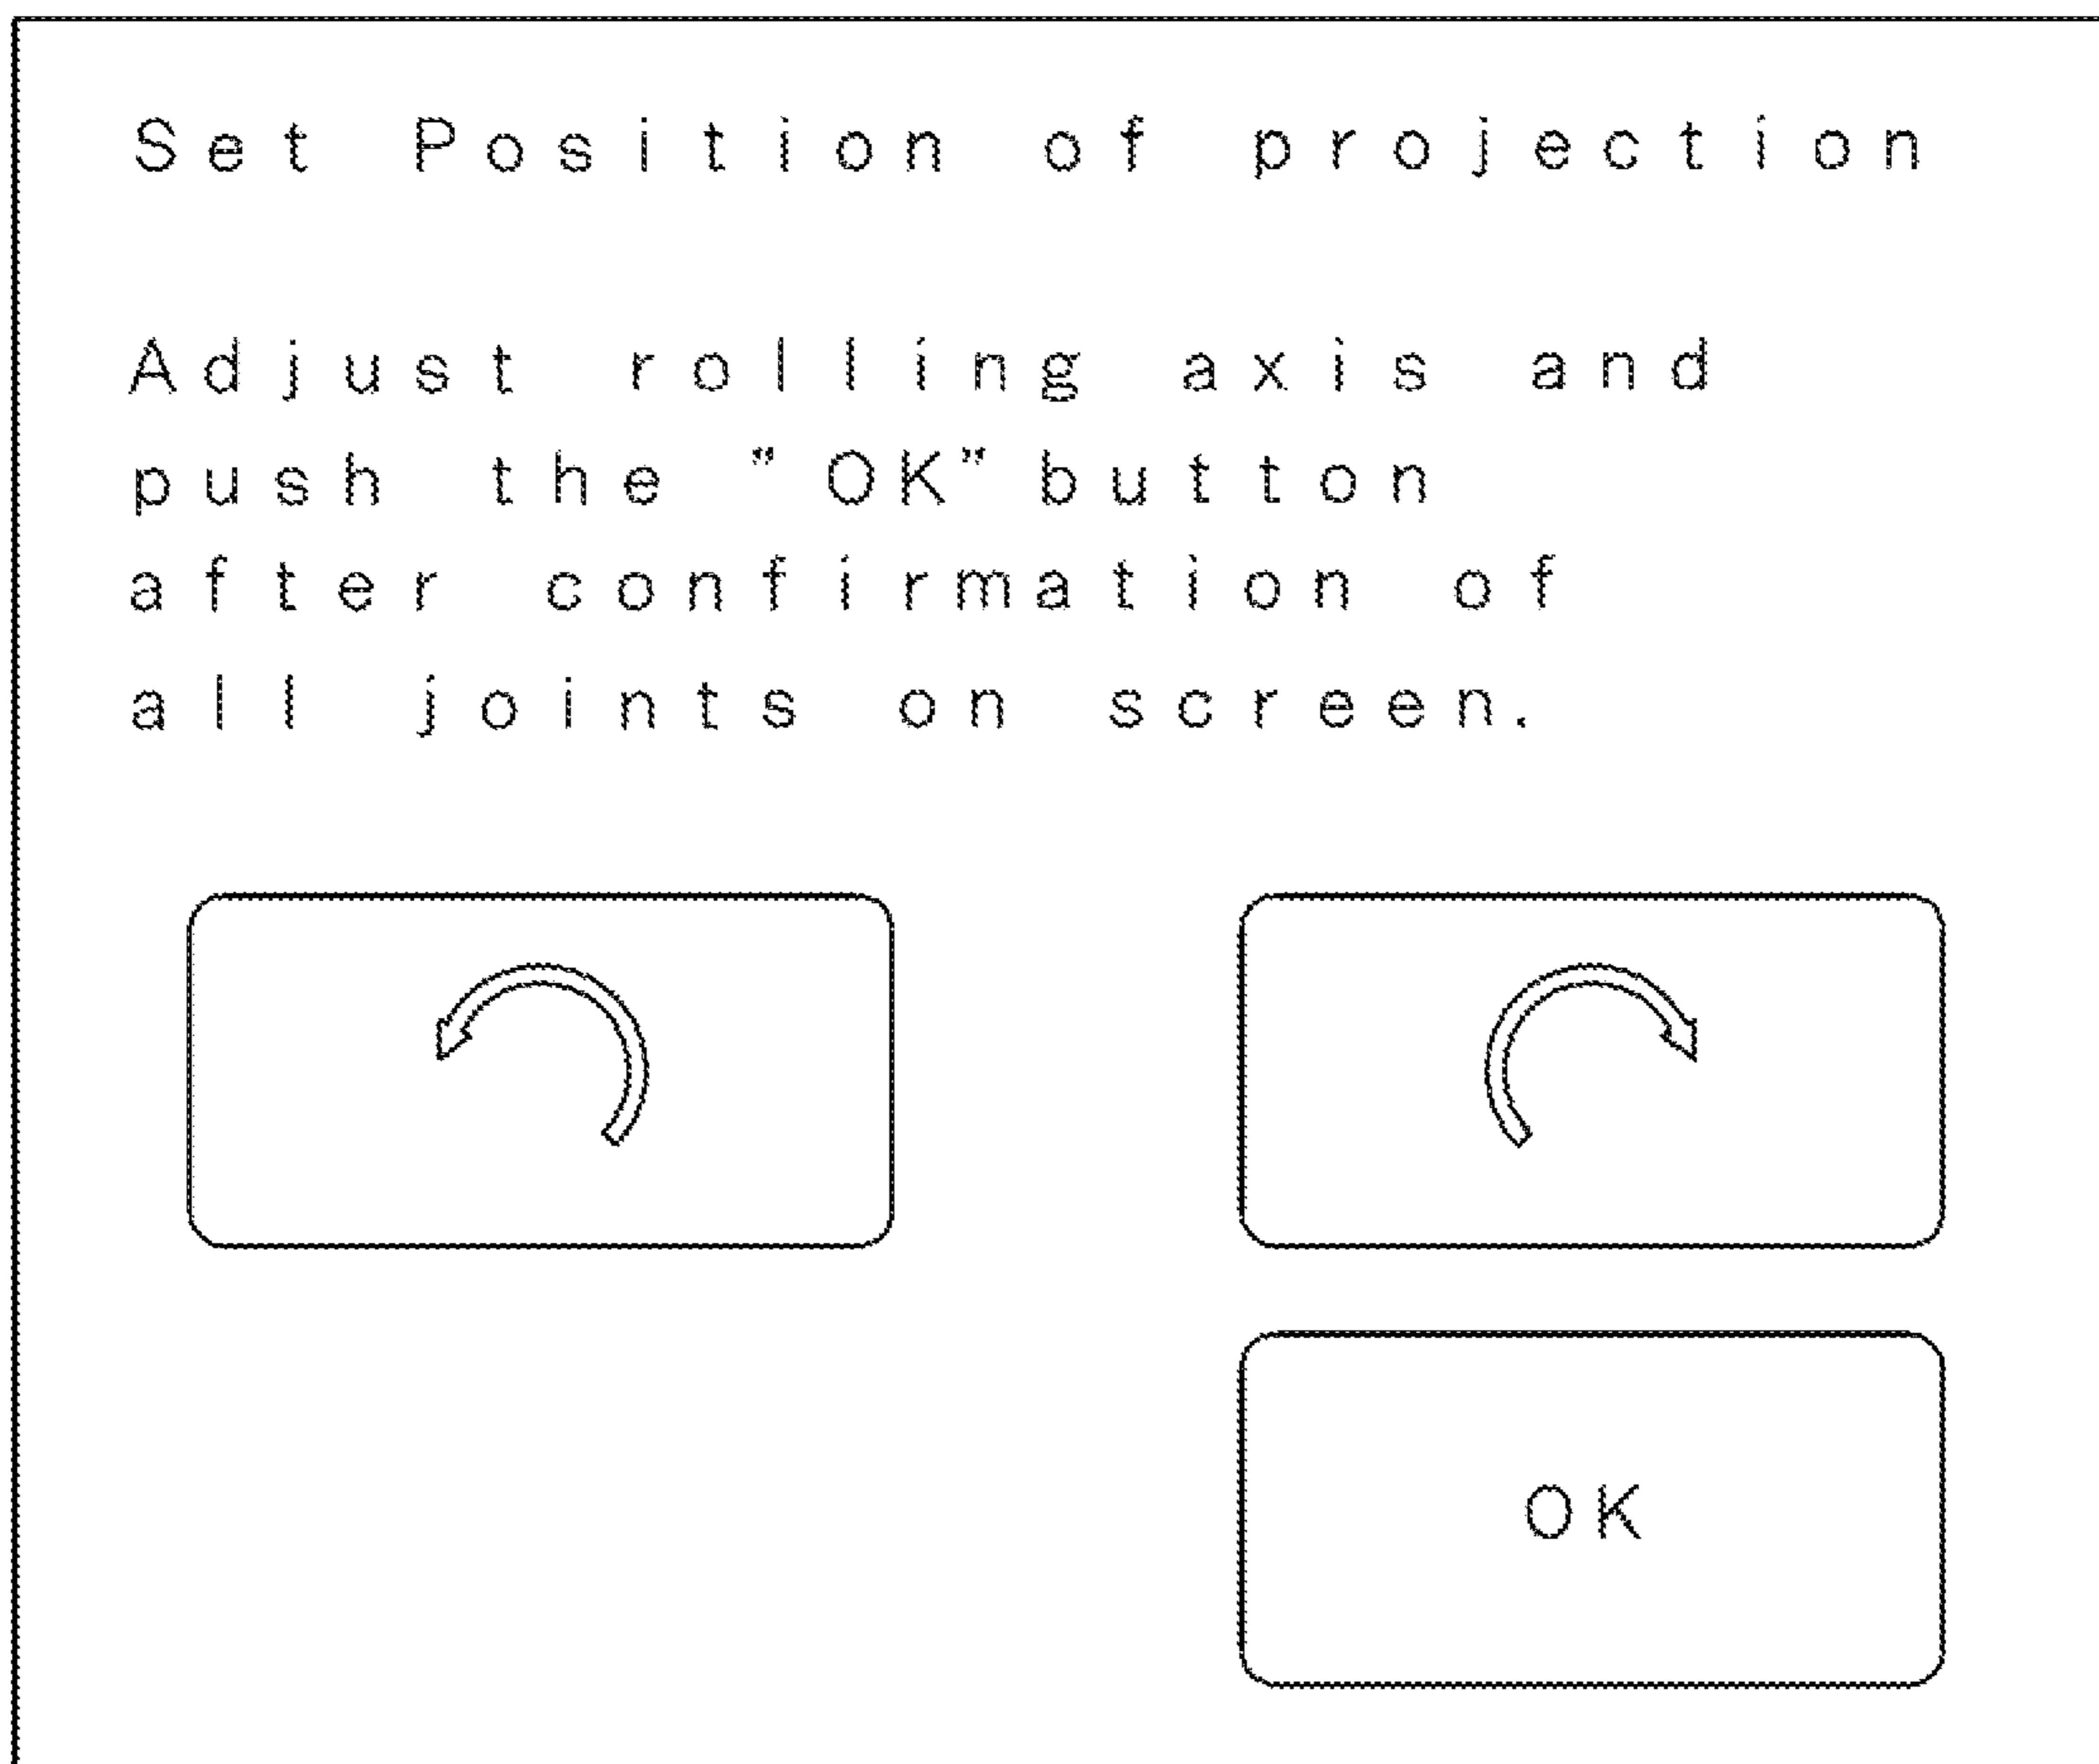 Set Position of projection
Adjust rolling axis and
push the "OK" button
after confirmation of
all joints on screen.
OK